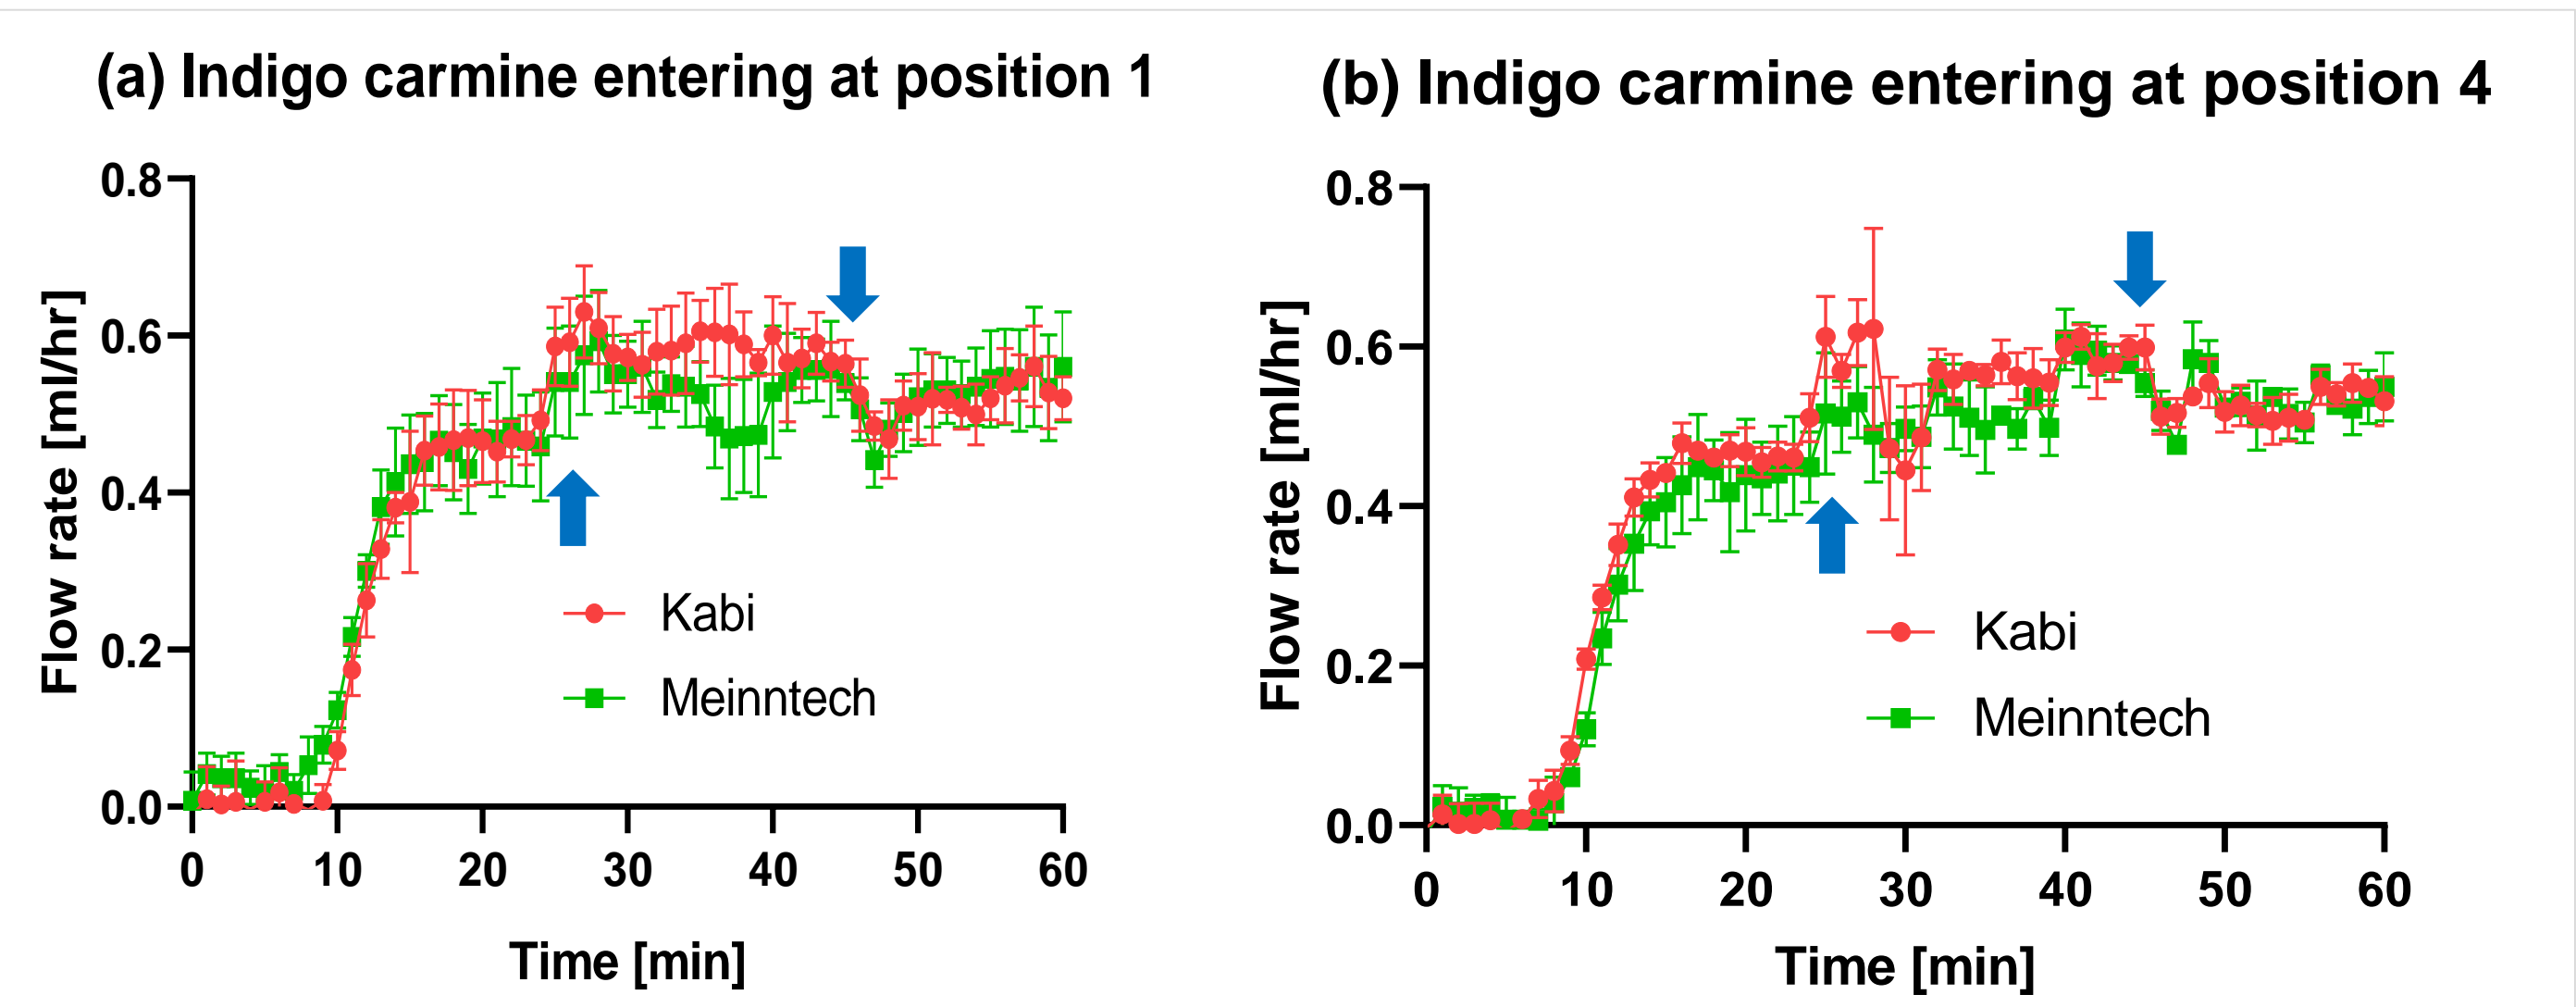 (a) Indigo carmine entering at position 1
Flow rate [ml/hr]
0.8
0.6
0.4
0.2
0.0
0 10 20 30 40 50 60
Time [min]
Kabi
Meinntech
(b) Indigo carmine entering at position 4
Flow rate [ml/hr]
0.8
0.6
0.4
0.2
0.0
0 10 20 30 40 50 60
Time [min]
Kabi
Meinntech